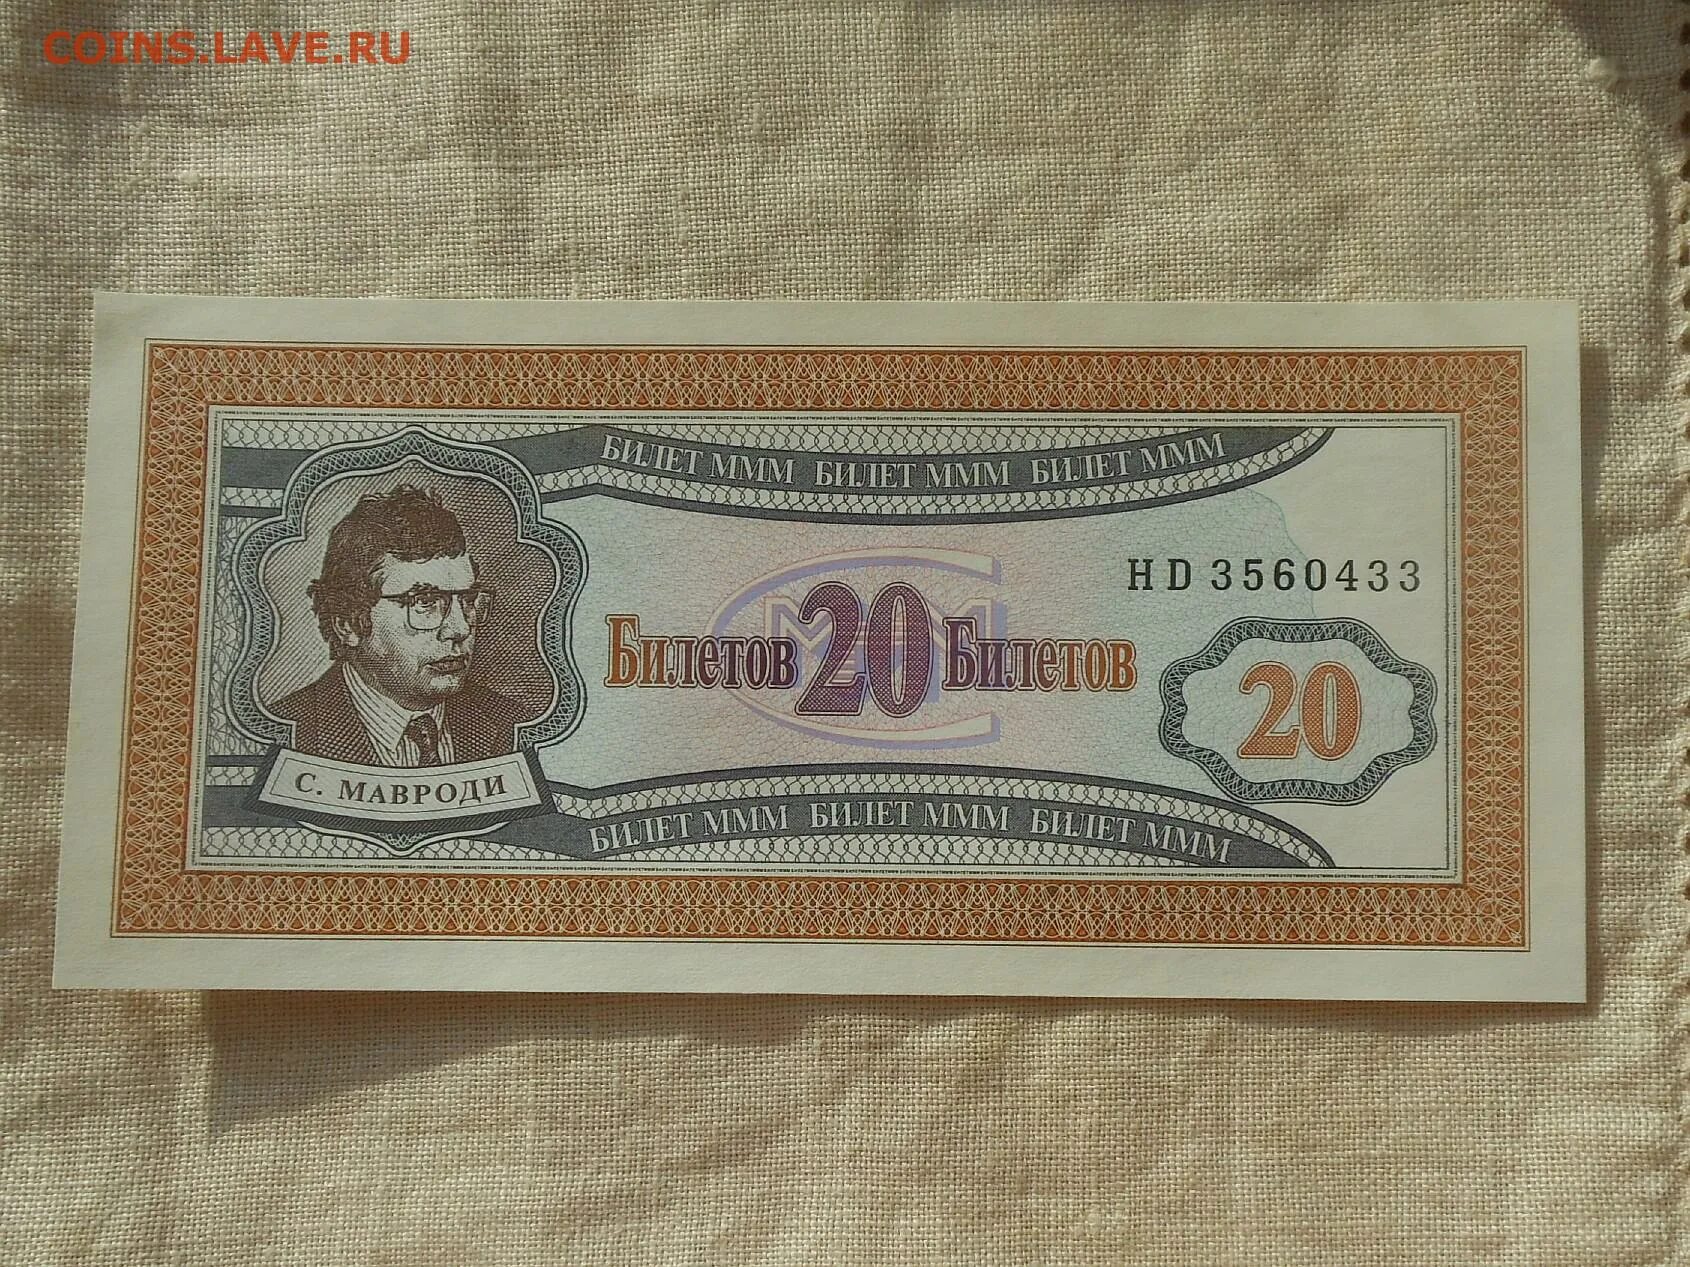 COINS.LAVE.RU
БИЛЕТ МММ БИЛЕТ МММ БИЛЕТ МММ
HD 3560433
Билетов 20 Билетов
20
С. МАВРОДИ
БИЛЕТ МММ БИЛЕТ МММ БИЛЕТ МММ